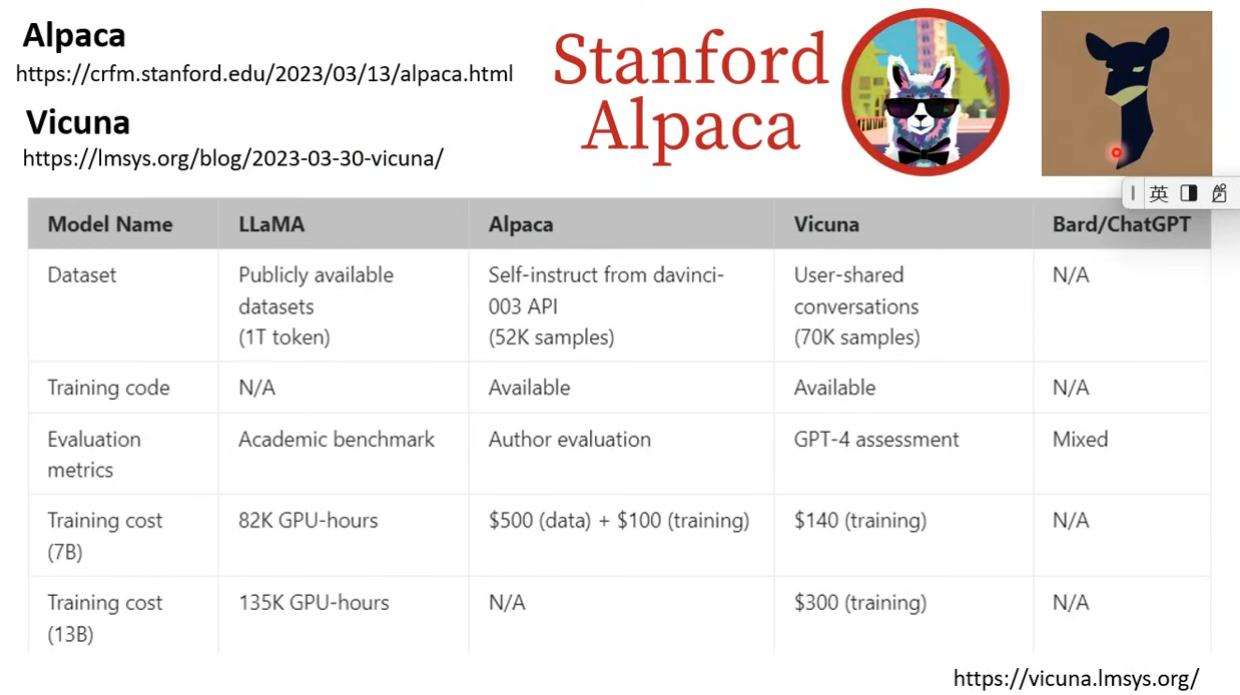 Alpaca
https://crfm.stanford.edu/2023/03/13/alpaca.html
Vicuna
https://lmsys.org/blog/2023-03-30-vicuna/
Stanford
Alpaca
英
Model Name LLaMA Alpaca Vicuna Bard/ChatGPT
Dataset Publicly available Self-instruct from davinci- User-shared N/A
datasets 003 API conversations
(1T token) (52K samples) (70K samples)
Training code N/A Available Available N/A
Evaluation Academic benchmark Author evaluation GPT-4 assessment Mixed
metrics
Training cost 82K GPU-hours $500 (data) + $100 (training) $140 (training) N/A
(7B)
Training cost 135K GPU-hours N/A $300 (training) N/A
(13B)
https://vicuna.lmsys.org/